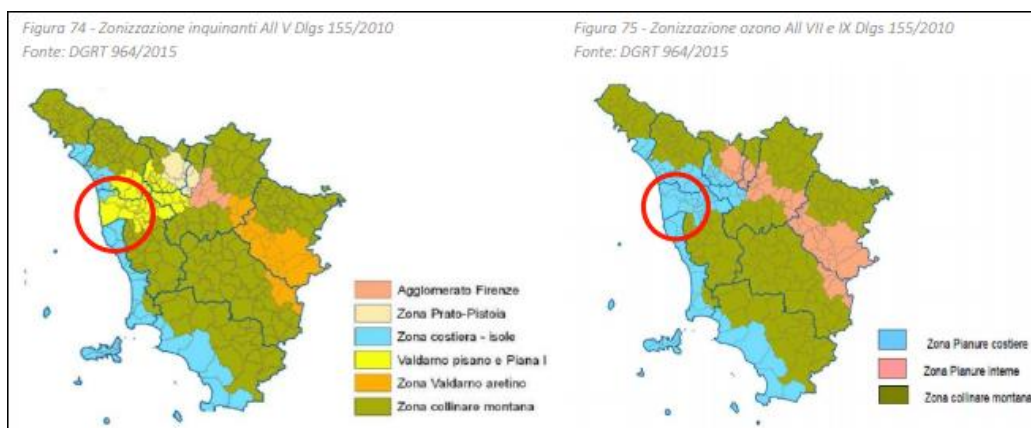 Figura 74 - Zonizzazione inquinanti All V Dlgs 155/2010
Fonte: DGRT 964/2015
Agglomerato Firenze
Zona Prato-Pistoia
Zona costiera - isole
Valdarno pisano e Piana l
Zona Valdarno aretino
Zona collinare montana
Figura 75 - Zonizzazione ozono All VII e IX Dlgs 155/2010
Fonte: DGRT 964/2015
Zona Pianure costiere
Zona Pianure interne
Zona collinare montana